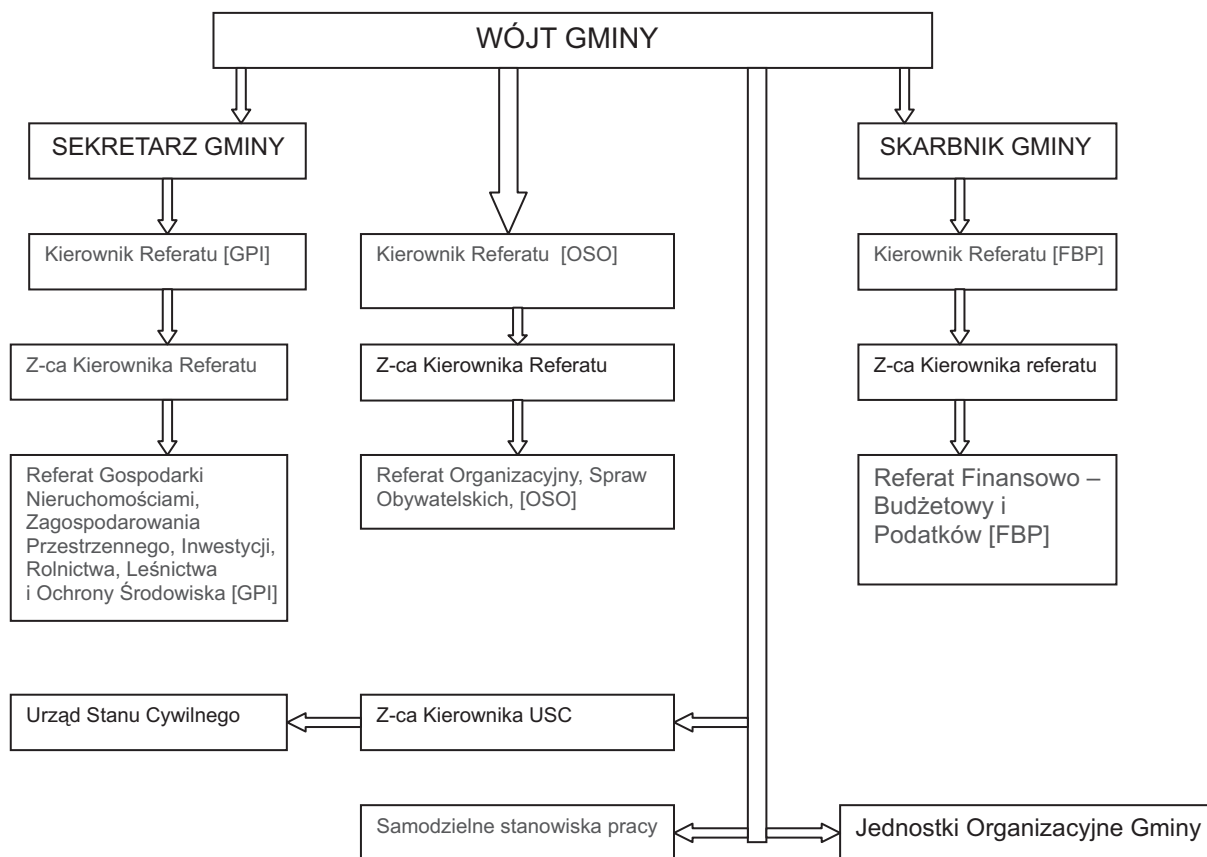 WÓJT GMINY
SEKRETARZ GMINY
SKARBNIK GMINY
Kierownik Referatu [GPI]
Kierownik Referatu [OSO]
Kierownik Referatu [FBP]
Z-ca Kierownika Referatu
Z-ca Kierownika Referatu
Z-ca Kierownika referatu
Referat Gospodarki
Nieruchomościami,
Zagospodarowania
Przestrzennego, Inwestycji,
Rolnictwa, Leśnictwa
i Ochrony Środowiska [GPI]
Referat Organizacyjny, Spraw
Obywatelskich, [OSO]
Referat Finansowo –
Budżetowy i
Podatków [FBP]
Urząd Stanu Cywilnego
Z-ca Kierownika USC
Samodzielne stanowiska pracy
Jednostki Organizacyjne Gminy